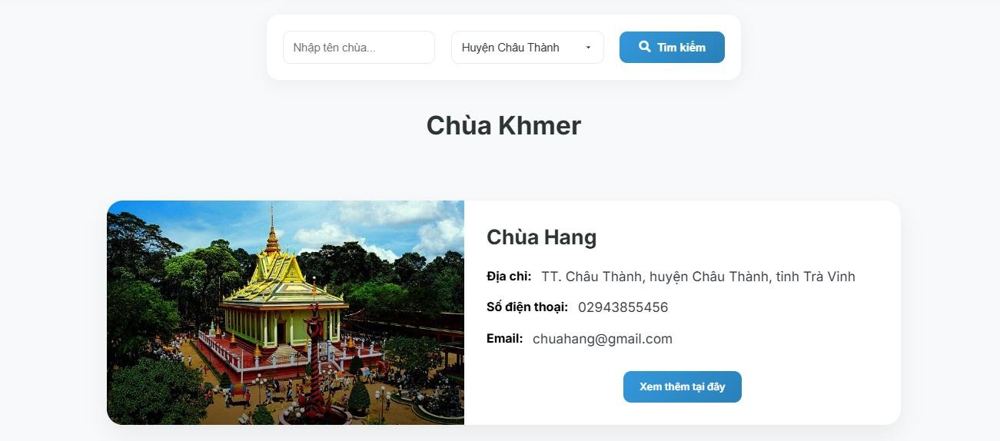 Nhập tên chùa...
Huyện Châu Thành
Tìm kiếm
Chùa Khmer
Chùa Hang
Địa chỉ: TT. Châu Thành, huyện Châu Thành, tỉnh Trà Vinh
Số điện thoại: 02943855456
Email: chuahang@gmail.com
Xem thêm tại đây